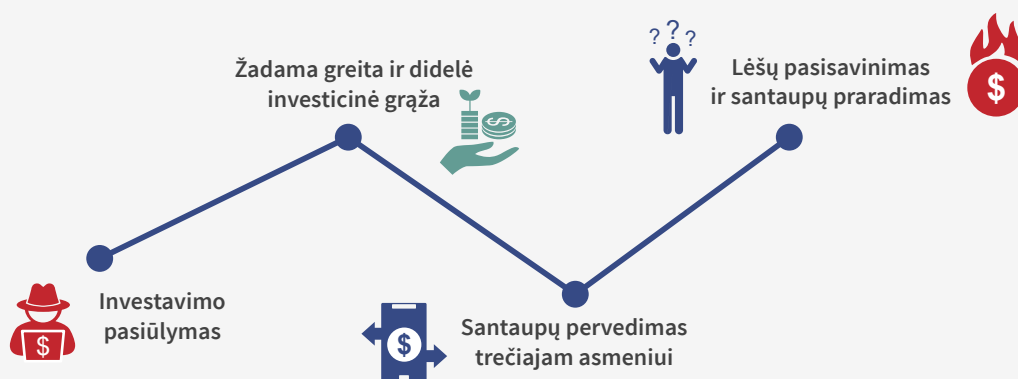 Investavimo
pasiūlymas
Žadama greita ir didelė
investicinė grąža
$
$
Santaupų pervedimas
trečiajam asmeniui
$
? ? ?
Lėšų pasisavinimas
ir santaupų praradimas
$